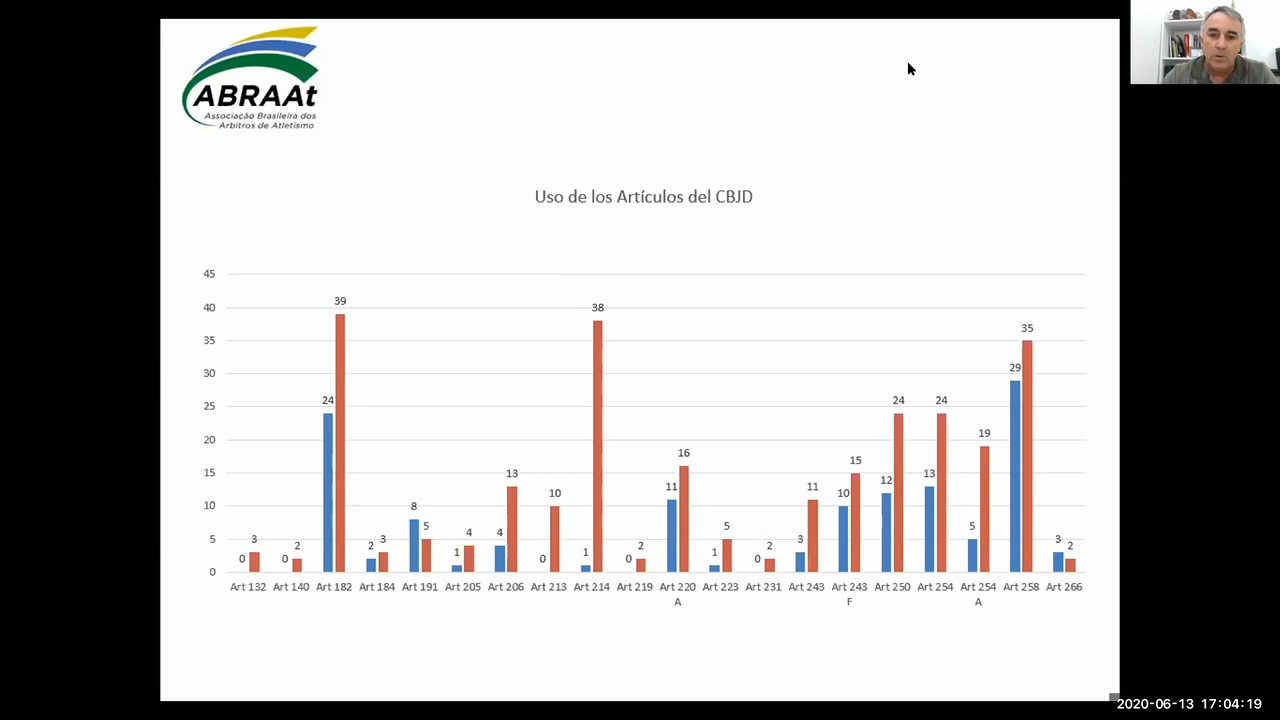 ABRAAt
Associação Brasileira dos
Árbitros de Atletismo
Uso de los Artículos del CBJD
45
40
35
30
25
20
15
10
5
0
0 3 0 2 24 39 2 3 8 5 1 4 4 13 0 10 1 38 0 2 11 16 1 5 0 2 3 11 10 15 12 24 13 24 5 19 29 35 3 2
Art 132 Art 140 Art 182 Art 184 Art 191 Art 205 Art 206 Art 213 Art 214 Art 219 Art 220 Art 223 Art 231 Art 243 Art 243 Art 250 Art 254 Art 254 Art 258 Art 266
A F A
2020-06-13 17:04:19